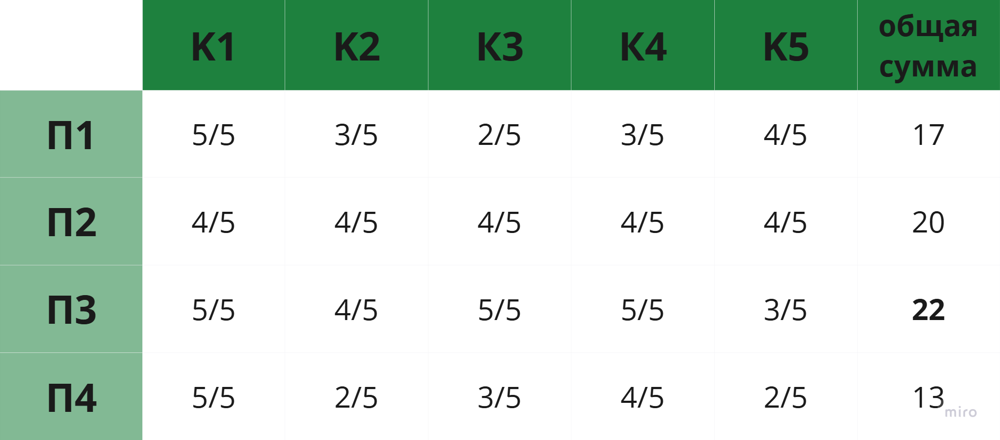 К1 К2 К3 К4 К5 общая сумма
П1 5/5 3/5 2/5 3/5 4/5 17
П2 4/5 4/5 4/5 4/5 4/5 20
П3 5/5 4/5 5/5 5/5 3/5 22
П4 5/5 2/5 3/5 4/5 2/5 13
miro